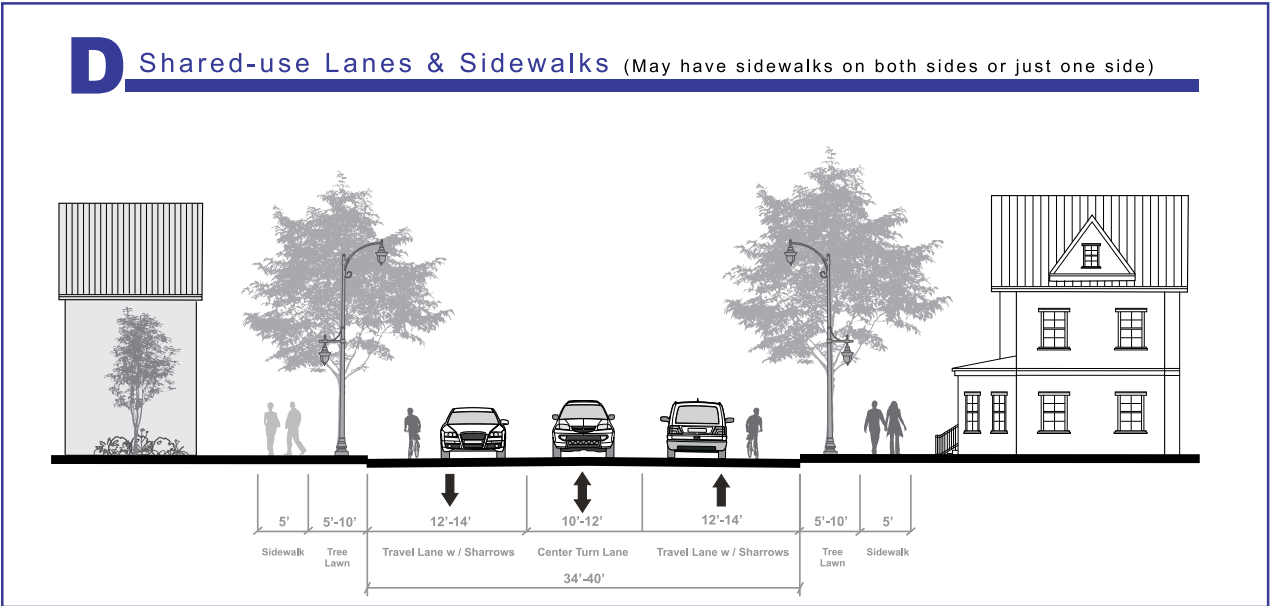 D Shared-use Lanes & Sidewalks (May have sidewalks on both sides or just one side)
5' 5'-10' 12'-14' 10'-12' 12'-14' 5'-10' 5'
Sidewalk Tree Lawn Travel Lane w / Sharrows Center Turn Lane Travel Lane w / Sharrows Tree Lawn Sidewalk
34'-40'